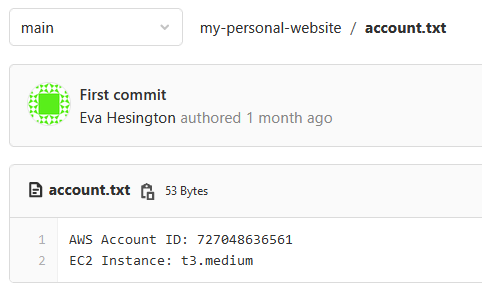 main
my-personal-website / account.txt
First commit
Eva Hesington authored 1 month ago
account.txt 53 Bytes
1 AWS Account ID: 727048636561
2 EC2 Instance: t3.medium